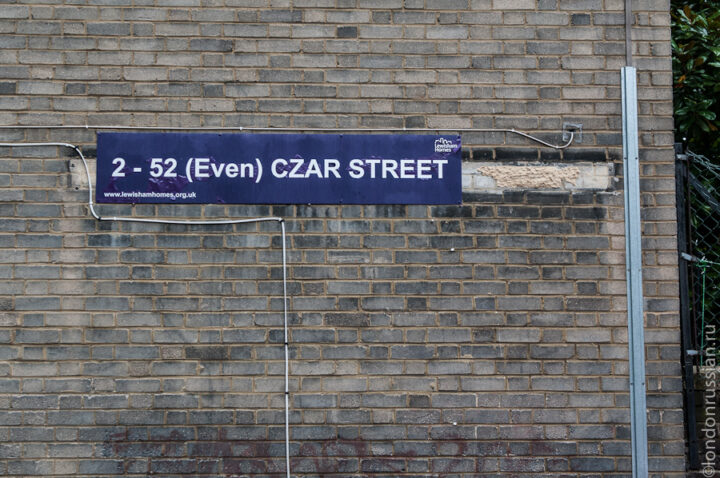 Lewisham
Homes
2 - 52 (Even) CZAR STREET
www.lewishamhomes.org.uk
©londonrussian.ru